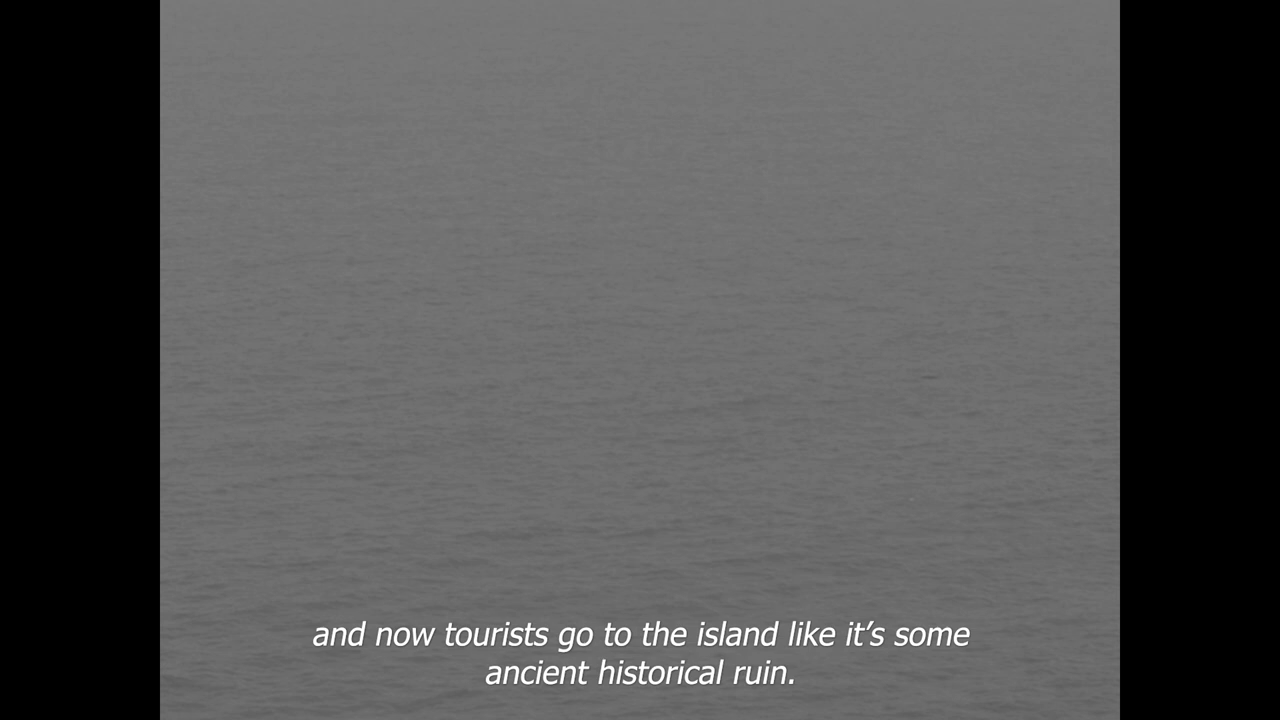 and now tourists go to the island like it’s some
ancient historical ruin.